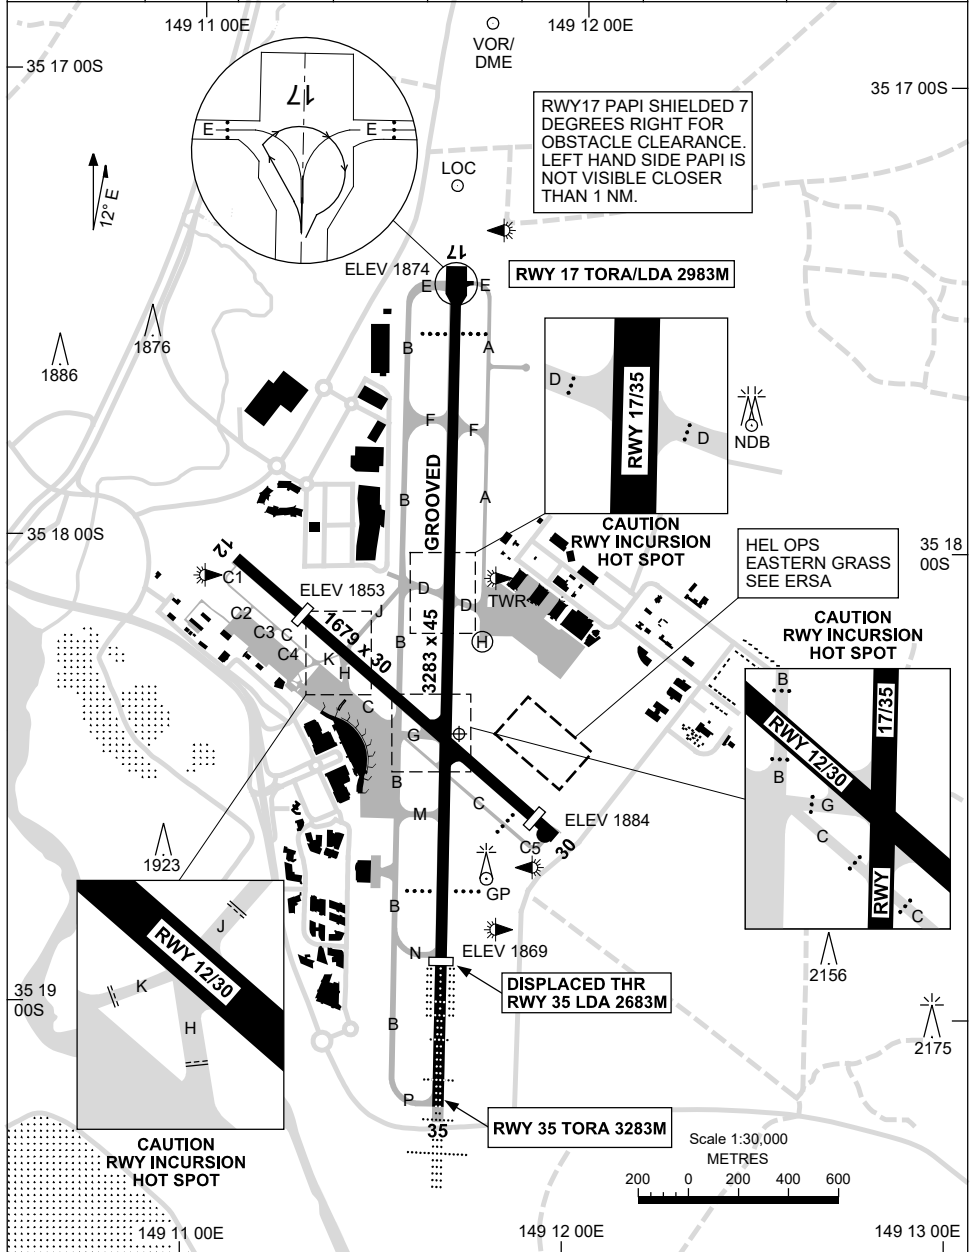 149 11 00E
149 12 00E
VOR/
DME
35 17 00S
35 17 00S
17
E
E
RWY17 PAPI SHIELDED 7
DEGREES RIGHT FOR
OBSTACLE CLEARANCE.
LEFT HAND SIDE PAPI IS
NOT VISIBLE CLOSER
THAN 1 NM.
LOC
12° E
17
ELEV 1874
RWY 17 TORA/LDA 2983M
E
E
1876
1886
B
A
D
RWY 17/35
D
NDB
F
F
GROOVED
B
A
CAUTION
RWY INCURSION
HOT SPOT
35 18 00S
HEL OPS
EASTERN GRASS
SEE ERSA
35 18
00S
12
C1
ELEV 1853
D
D
TWR
C2
J
C3
C
C4
1679 x 30
3283 x 45
B
H
K
H
C
CAUTION
RWY INCURSION
HOT SPOT
B
RWY 12/30
17/35
B
G
C
RWY
C
G
B
M
C
ELEV 1884
C5
30
1923
GP
B
N
ELEV 1869
2156
RWY 12/30
J
K
H
DISPLACED THR
RWY 35 LDA 2683M
35 19
00S
B
2175
P
RWY 35 TORA 3283M
35
Scale 1:30,000
METRES
200 0 200 400 600
CAUTION
RWY INCURSION
HOT SPOT
149 11 00E
149 12 00E
149 13 00E